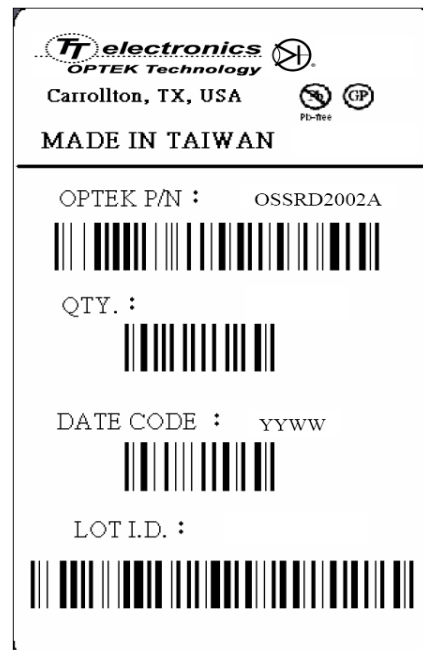 TT electronics
OPTEK Technology
Carrollton, TX, USA
Pb GP
Pb-free
MADE IN TAIWAN
OPTEK P/N : OSSRD2002A
QTY. :
DATE CODE : YYWW
LOT I.D. :